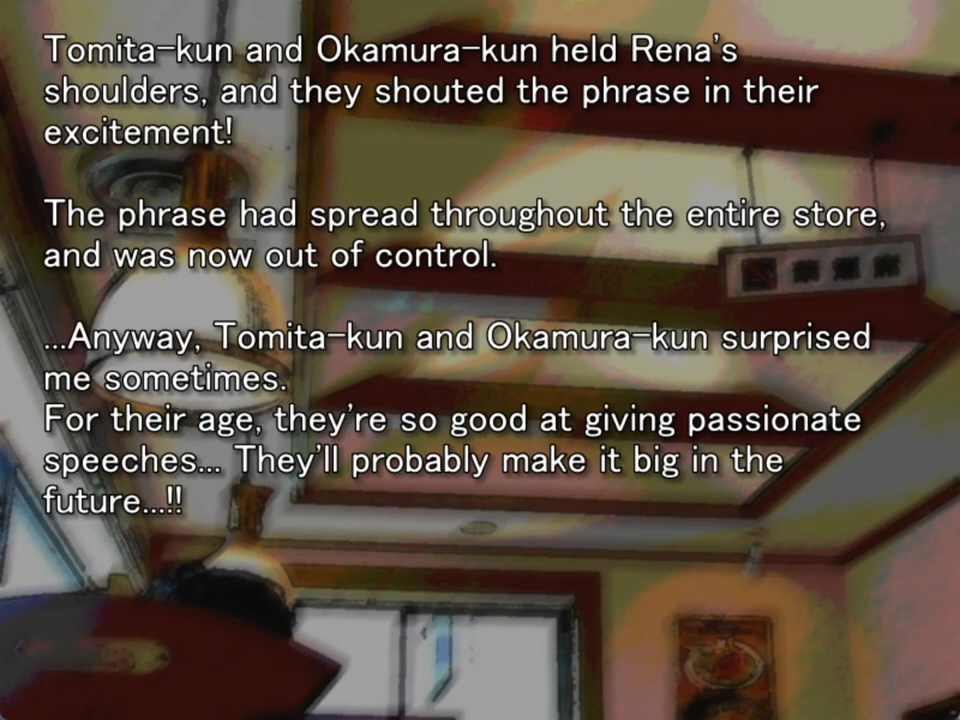 Tomita-kun and Okamura-kun held Rena's
shoulders, and they shouted the phrase in their
excitement!
The phrase had spread throughout the entire store,
and was now out of control.
...Anyway, Tomita-kun and Okamura-kun surprised
me sometimes.
For their age, they're so good at giving passionate
speeches... They'll probably make it big in the
future...!!